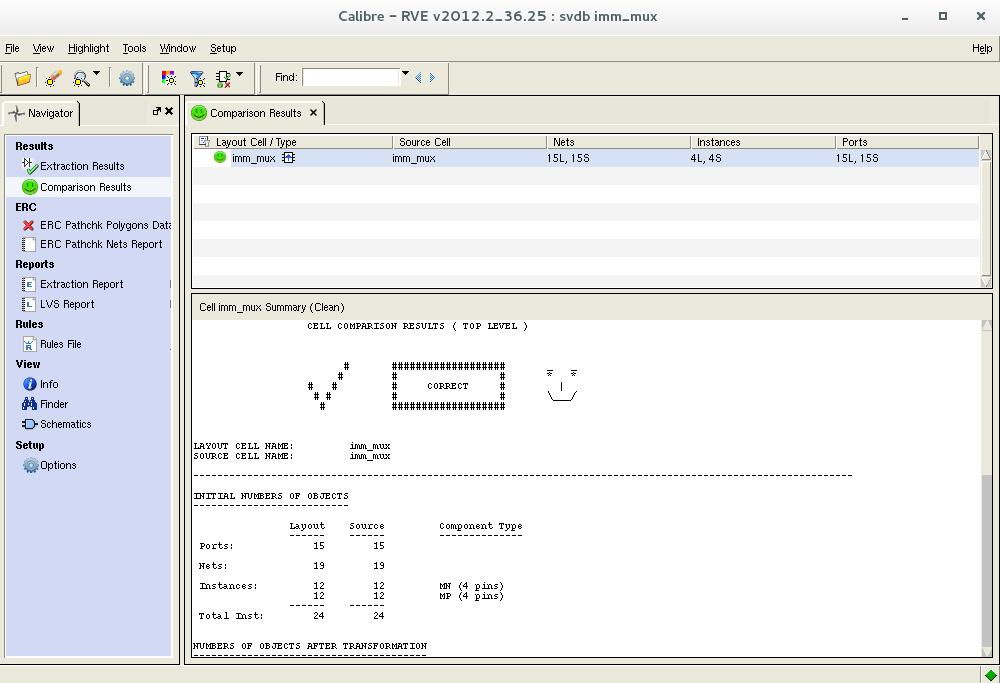 Calibre - RVE v2012.2_36.25 : svdb imm_mux
File View Highlight Tools Window Setup Help
Find:
Navigator
Results
Extraction Results
Comparison Results
ERC
ERC Pathchk Polygons Data
ERC Pathchk Nets Report
Reports
Extraction Report
LVS Report
Rules
Rules File
View
Info
Finder
Schematics
Setup
Options
Comparison Results
Layout Cell / Type Source Cell Nets Instances Ports
imm_mux imm_mux 15L, 15S 4L, 4S 15L, 15S
Cell imm_mux Summary (Clean)
CELL COMPARISON RESULTS ( TOP LEVEL )
# ###################
# # #
# # # CORRECT #
# # # #
# ###################
LAYOUT CELL NAME: imm_mux
SOURCE CELL NAME: imm_mux
INITIAL NUMBERS OF OBJECTS
Layout Source Component Type
Ports: 15 15
Nets: 19 19
Instances: 12 12 MN (4 pins)
12 12 MP (4 pins)
Total Inst: 24 24
NUMBERS OF OBJECTS AFTER TRANSFORMATION